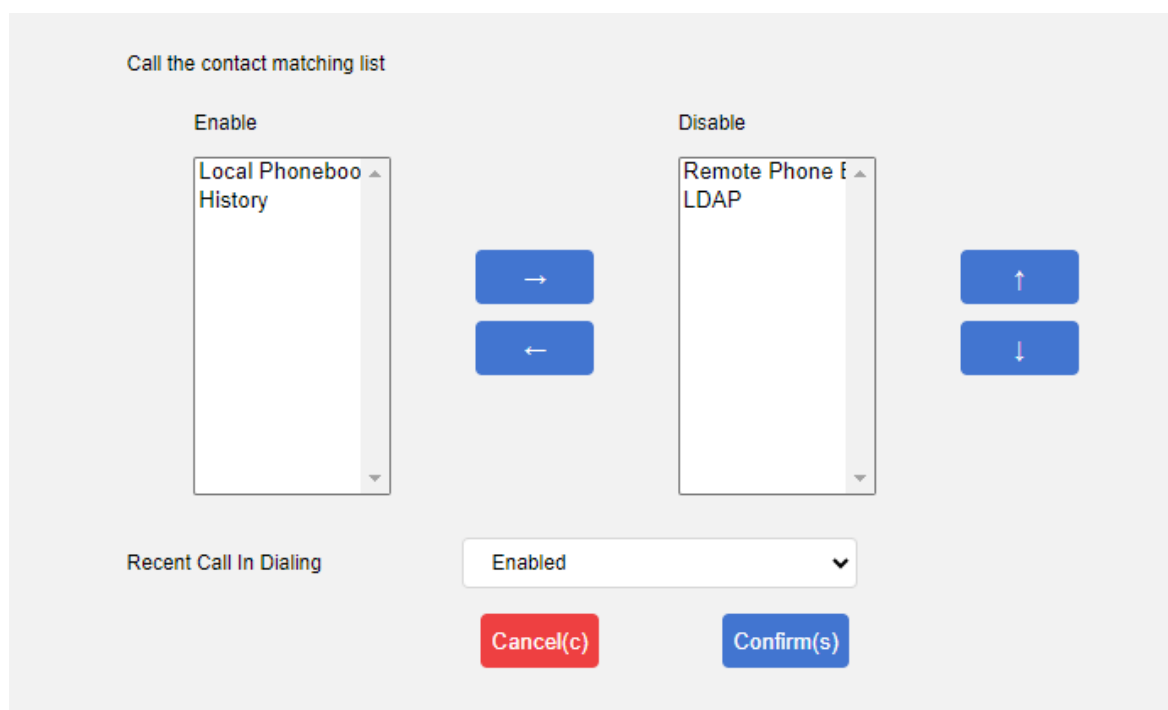 Call the contact matching list
Enable
Disable
Local Phoneboo
History
Remote Phone
LDAP
→
←
↑
↓
Recent Call In Dialing
Enabled
Cancel(c)
Confirm(s)